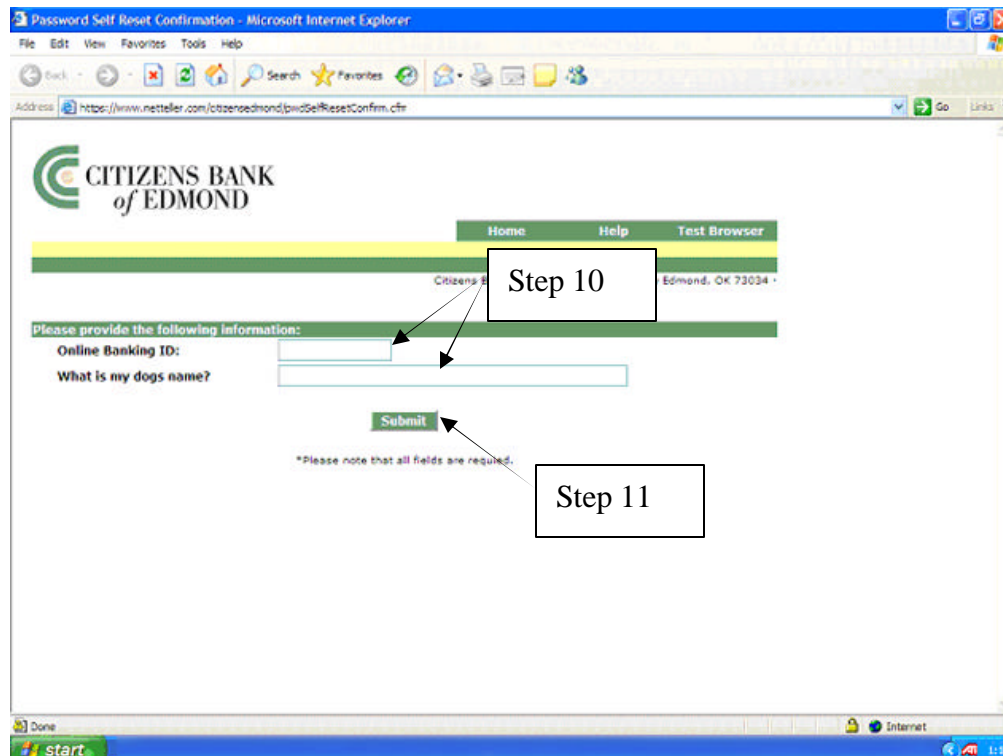 Password Self Reset Confirmation - Microsoft Internet Explorer
File Edit View Favorites Tools Help
Back Search Favorites
Address https://www.netteller.com/citizensedmond/pwdSelfResetConfirm.cfm Go Links
CITIZENS BANK
of EDMOND
Home Help Test Browser
Step 10
Citizens Edmond, OK 73034
Please provide the following information:
Online Banking ID:
What is my dogs name?
Submit
*Please note that all fields are required.
Step 11
Done Internet
start